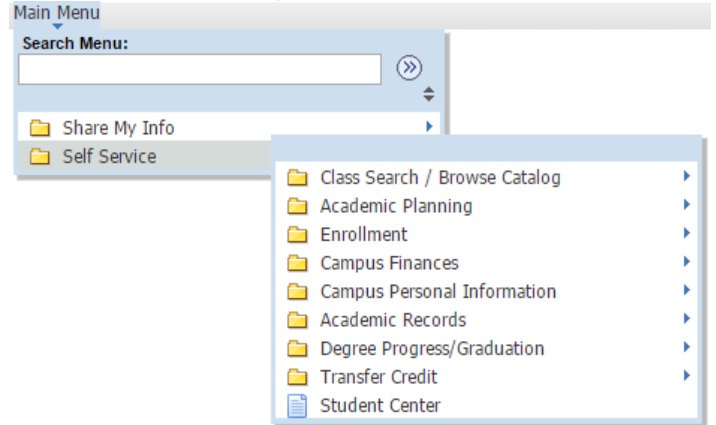 Main Menu
Search Menu:
Share My Info
Self Service
Class Search / Browse Catalog
Academic Planning
Enrollment
Campus Finances
Campus Personal Information
Academic Records
Degree Progress/Graduation
Transfer Credit
Student Center